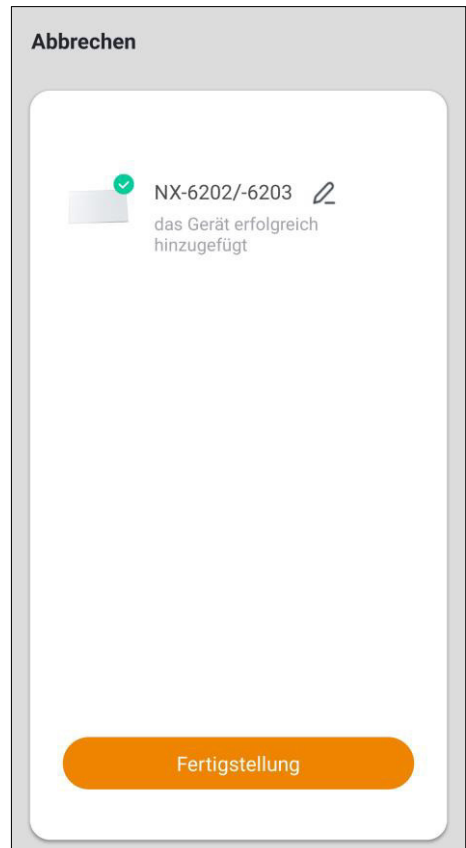 Abbrechen
NX-6202/-6203
das Gerät erfolgreich
hinzugefügt
Fertigstellung